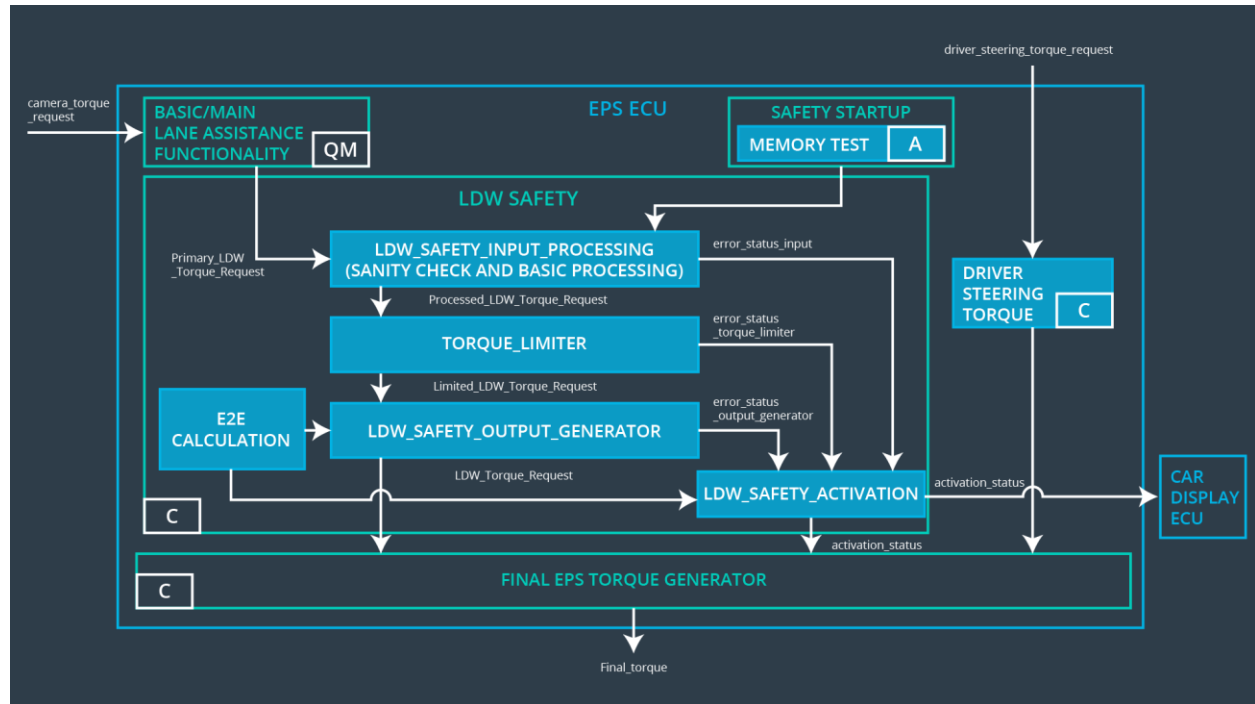 driver_steering_torque_request
camera_torque
_request
BASIC/MAIN
LANE ASSISTANCE
FUNCTIONALITY
QM
EPS ECU
SAFETY STARTUP
MEMORY TEST
A
LDW SAFETY
Primary_LDW
_Torque_Request
LDW_SAFETY_INPUT_PROCESSING
(SANITY CHECK AND BASIC PROCESSING)
error_status_input
DRIVER
STEERING
TORQUE
C
Processed_LDW_Torque_Request
TORQUE_LIMITER
error_status
_torque_limiter
Limited_LDW_Torque_Request
E2E
CALCULATION
LDW_SAFETY_OUTPUT_GENERATOR
error_status
_output_generator
LDW_Torque_Request
LDW_SAFETY_ACTIVATION
activation_status
CAR
DISPLAY
ECU
C
activation_status
FINAL EPS TORQUE GENERATOR
C
Final_torque